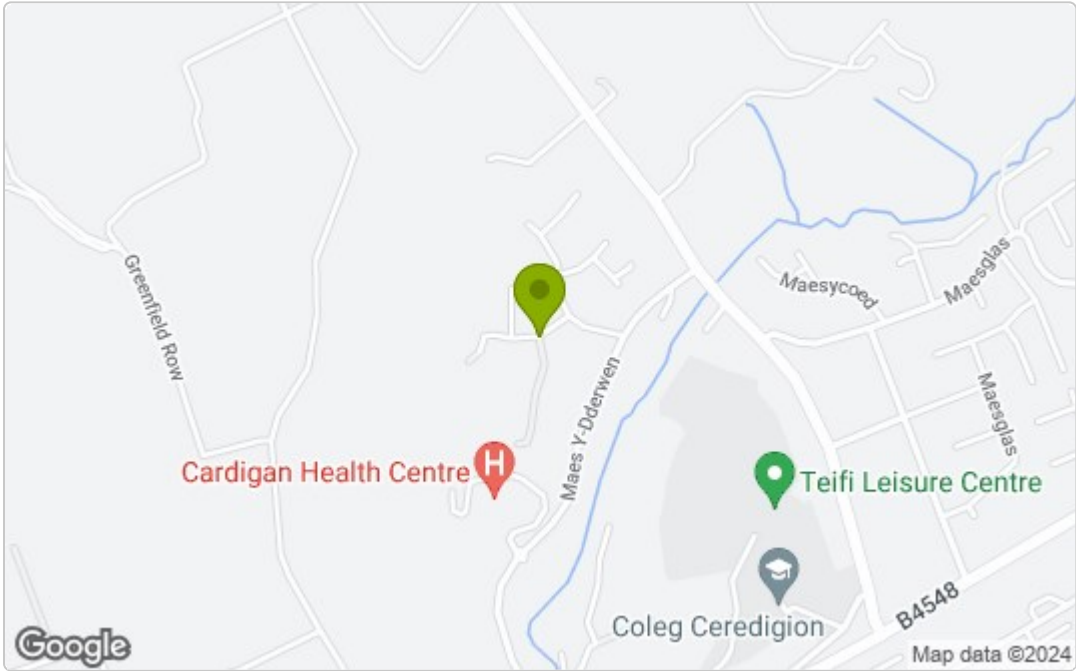 Maesycoed
Maesglas
Greenfield Row
Maes Y-Dderwen
Maesglas
Cardigan Health Centre
H
Teifi Leisure Centre
Coleg Ceredigion
B4548
Google
Map data ©2024